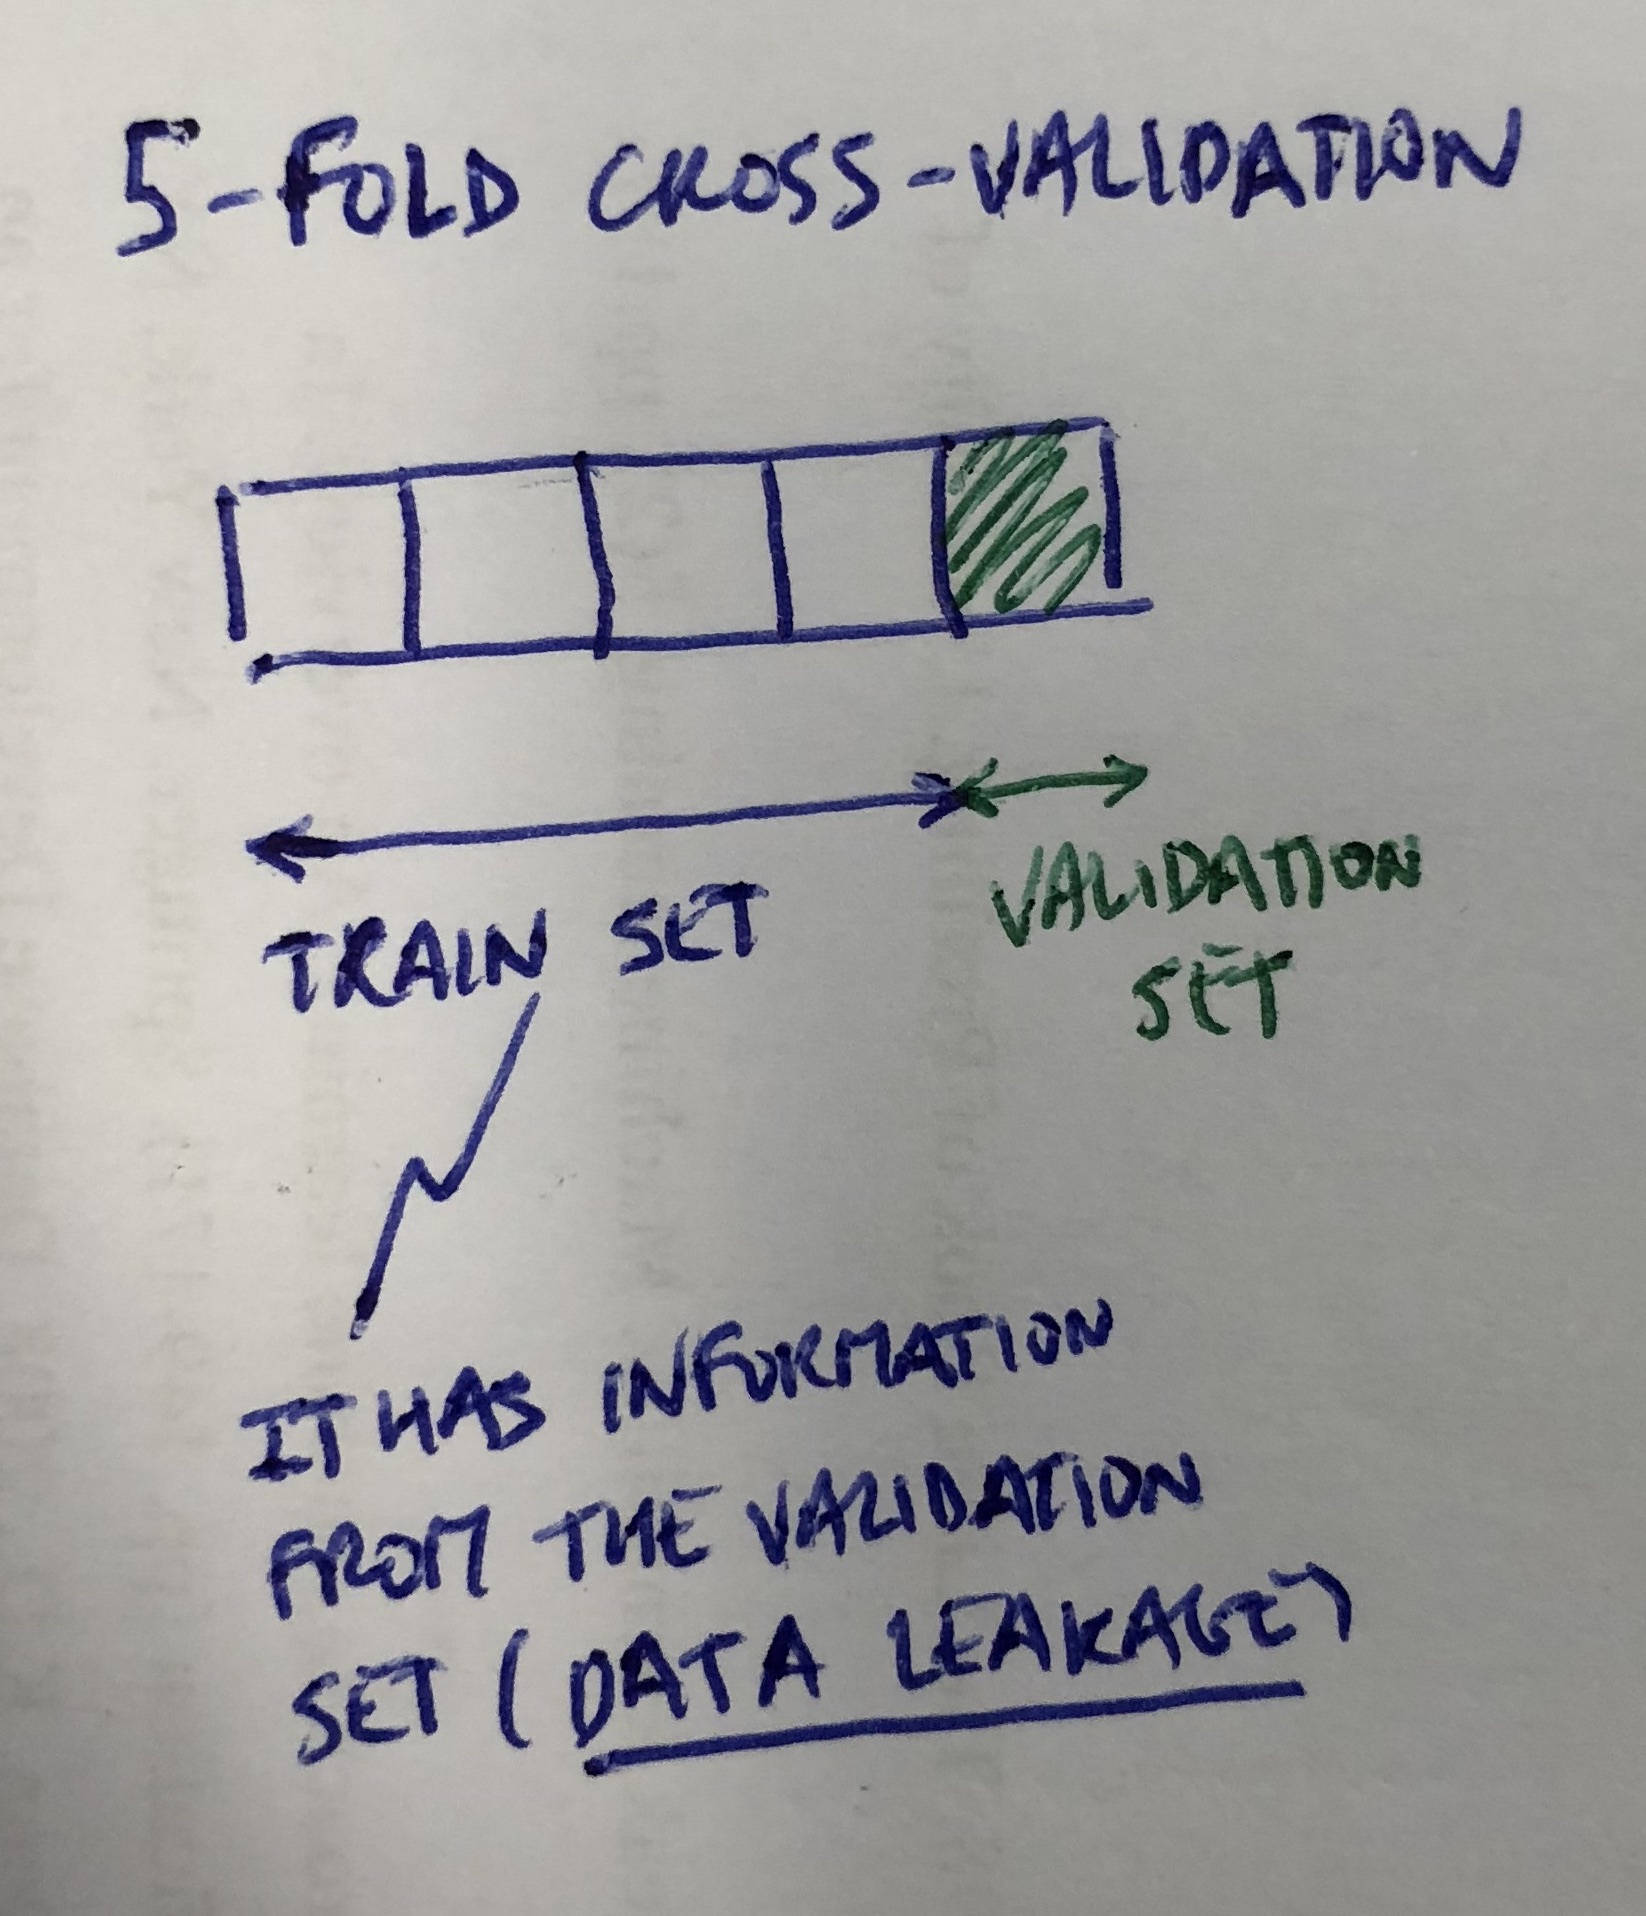 5-FOLD CROSS-VALIDATION
TRAIN SET
VALIDATION
SET
IT HAS INFORMATION
FROM THE VALIDATION
SET (DATA LEAKAGE)